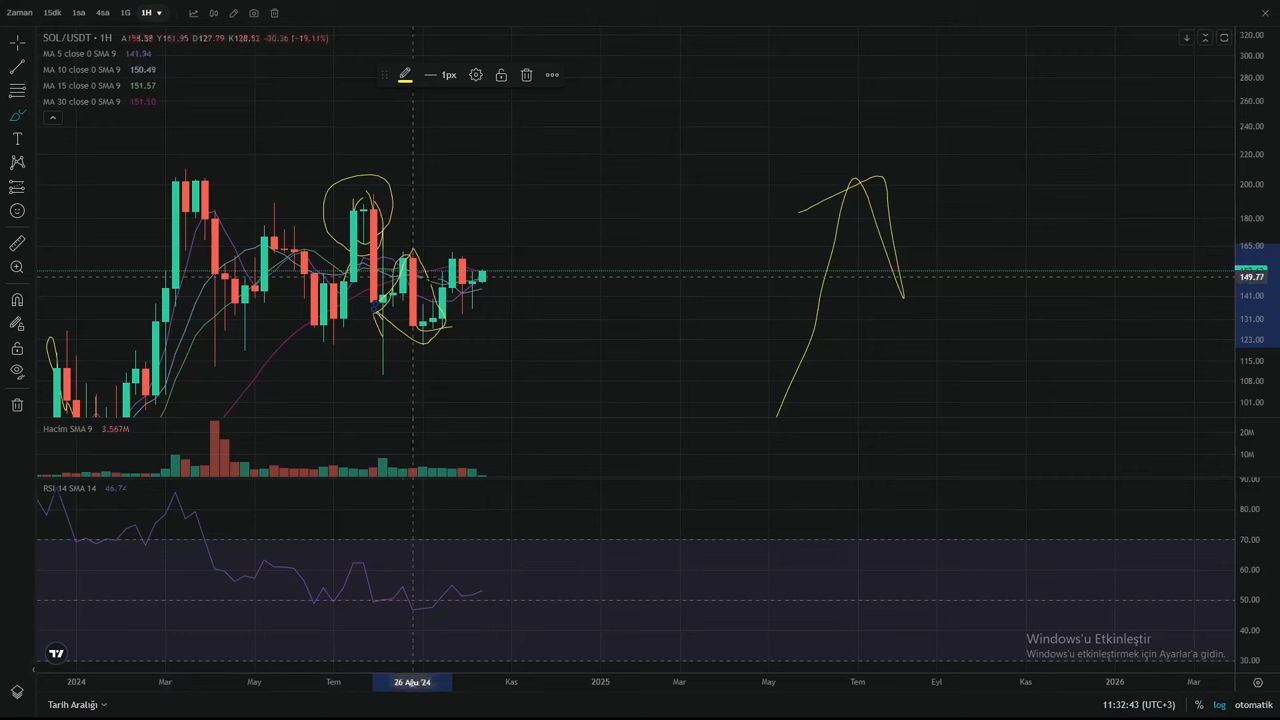 Zaman 15dk 1sa 4sa 1G 1H
SOL/USDT • 1H
MA 5 close 0 SMA 9 141.94
MA 10 close 0 SMA 9 150.49
MA 15 close 0 SMA 9 151.57
MA 30 close 0 SMA 9 151.50
1px
320.00
300.00
280.00
260.00
240.00
220.00
200.00
180.00
165.00
149.77
141.00
131.00
123.00
115.00
108.00
101.00
Hacim SMA 9 3.567M
20M
10M
RSI 14 SMA 14 46.74
90.00
80.00
70.00
60.00
50.00
40.00
30.00
Windows'u Etkinleştir
Windows'u etkinleştirmek için Ayarlar'a gidin.
2024 Mar May Tem 26 Ağu '24 Kas 2025 Mar May Tem Eyl Kas 2026 Mar
Tarih Aralığı 11:32:43 (UTC+3) % log otomatik